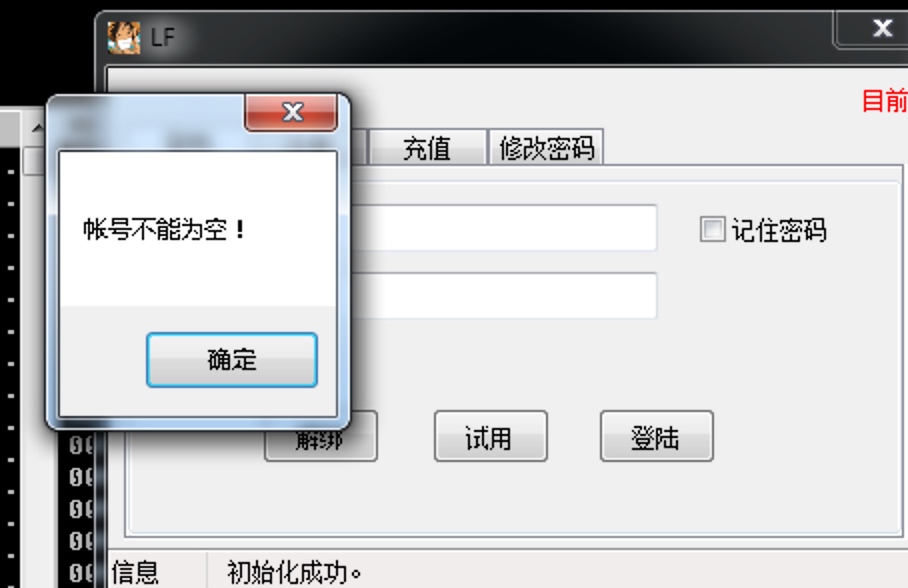 LF
目前
充值
修改密码
帐号不能为空！
记住密码
确定
解绑
试用
登陆
信息
初始化成功。